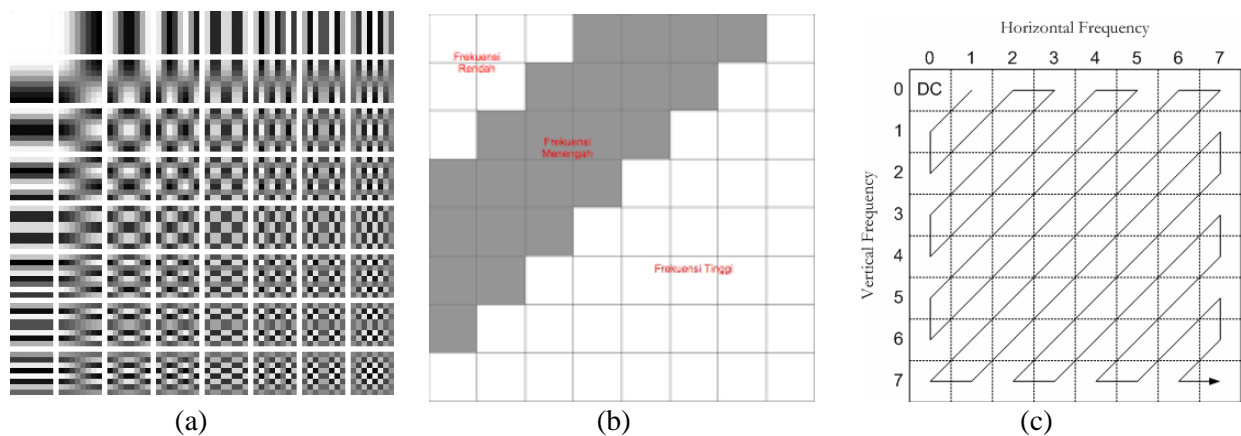 Frekuensi
Rendah
Frekuensi
Menengah
Frekuensi Tinggi
Horizontal Frequency
0 1 2 3 4 5 6 7
0 DC
1
2
3
4
5
6
7
Vertical Frequency
(a) (b) (c)